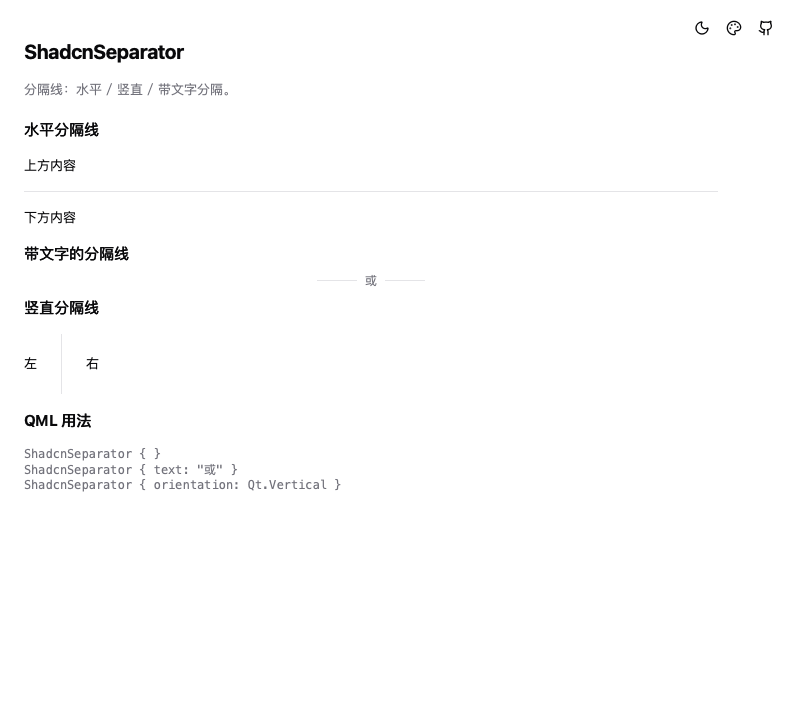 ShadcnSeparator
分隔线：水平 / 竖直 / 带文字分隔。
水平分隔线
上方内容
下方内容
带文字的分隔线
或
竖直分隔线
左 右
QML 用法
ShadcnSeparator { }
ShadcnSeparator { text: "或" }
ShadcnSeparator { orientation: Qt.Vertical }